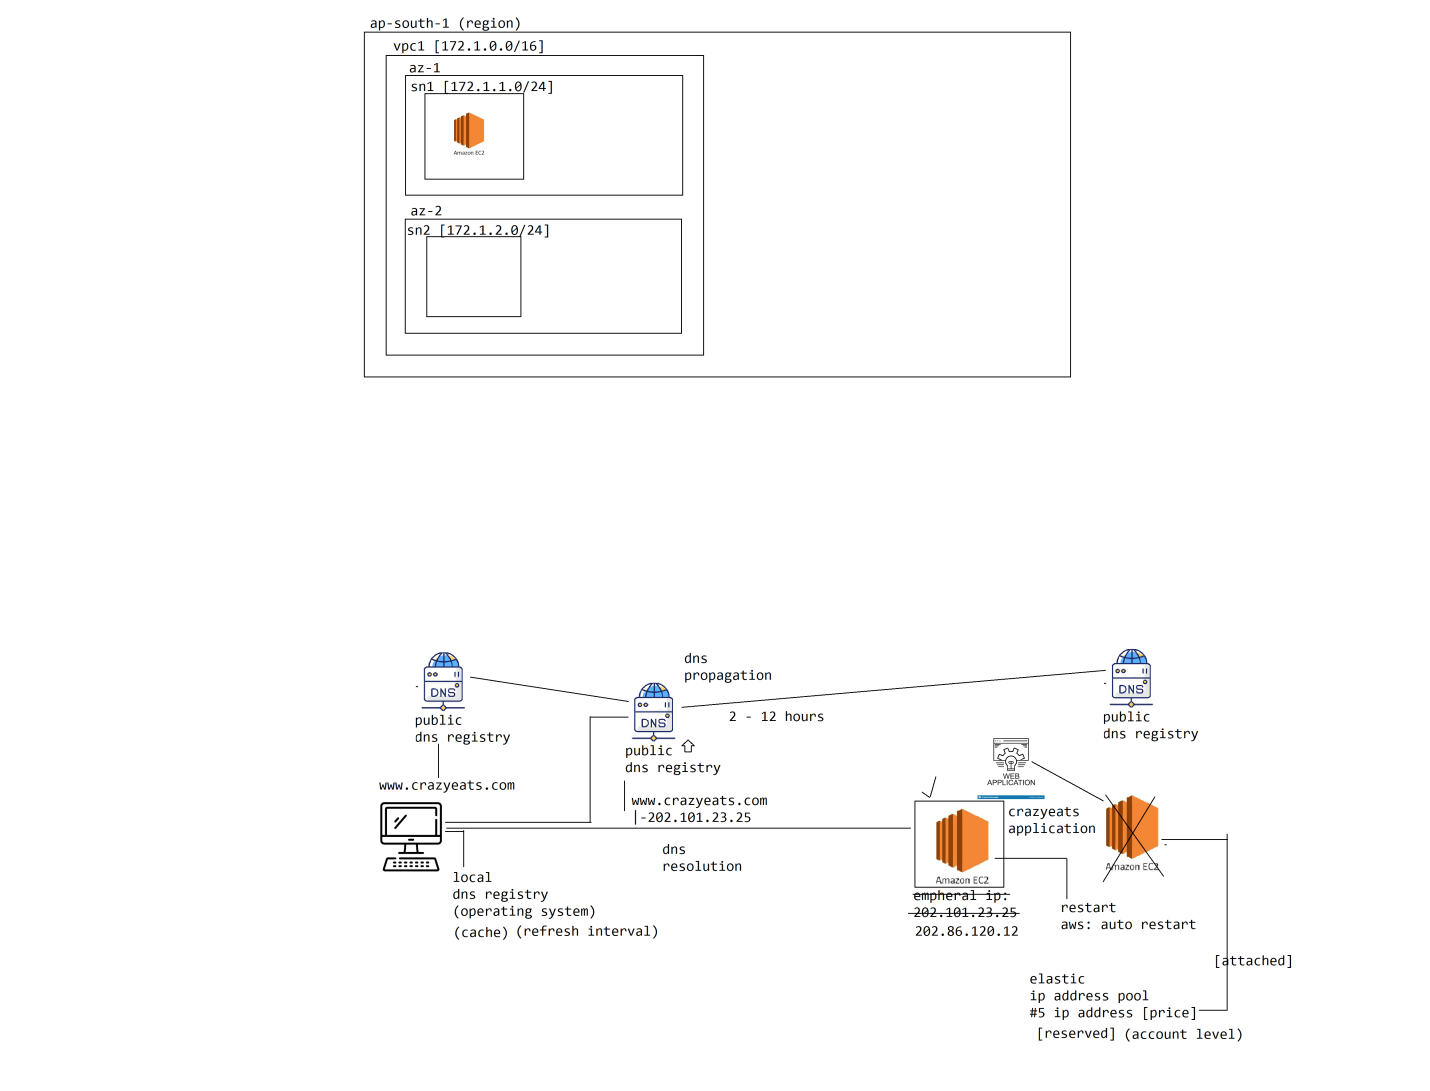 ap-south-1 (region)
vpc1 [172.1.0.0/16]
az-1
sn1 [172.1.1.0/24]
Amazon EC2
az-2
sn2 [172.1.2.0/24]
DNS
public
dns registry
www.crazyeats.com
local
dns registry
(operating system)
(cache) (refresh interval)
dns
propagation
2 - 12 hours
DNS
public
dns registry
www.crazyeats.com
|-202.101.23.25
dns
resolution
DNS
public
dns registry
WEB
APPLICATION
crazyeats
application
Amazon EC2
Amazon EC2
empheral ip:
202.101.23.25
202.86.120.12
restart
aws: auto restart
[attached]
elastic
ip address pool
#5 ip address [price]
[reserved] (account level)